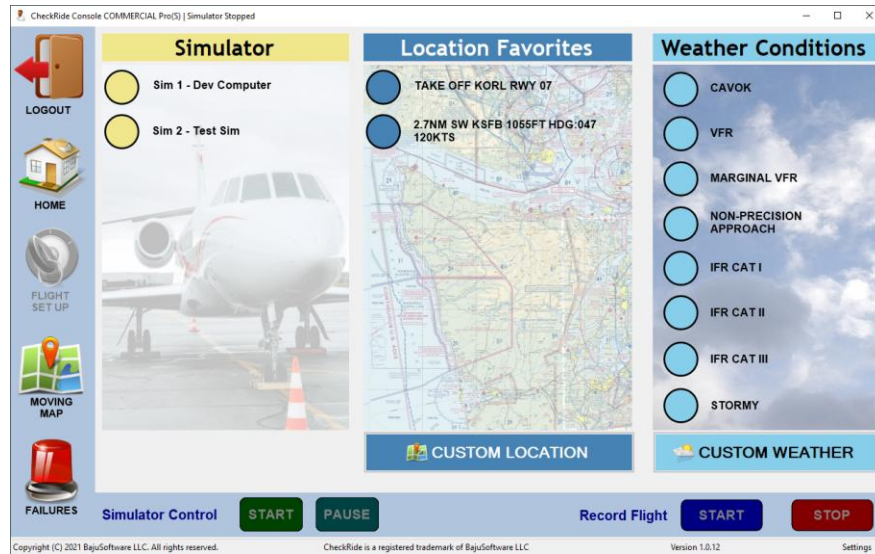 CheckRide Console COMMERCIAL Pro(S) | Simulator Stopped
LOGOUT
HOME
FLIGHT
SET UP
MOVING
MAP
FAILURES
Simulator
Sim 1 - Dev Computer
Sim 2 - Test Sim
Location Favorites
TAKE OFF KORL RWY 07
2.7NM SW KSFB 1055FT HDG:047
120KTS
CUSTOM LOCATION
Weather Conditions
CAVOK
VFR
MARGINAL VFR
NON-PRECISION
APPROACH
IFR CAT I
IFR CAT II
IFR CAT III
STORMY
CUSTOM WEATHER
Simulator Control
START
PAUSE
Record Flight
START
STOP
Copyright (C) 2021 BajuSoftware LLC. All rights reserved.
CheckRide is a registered trademark of BajuSoftware LLC
Version 1.0.12
Settings